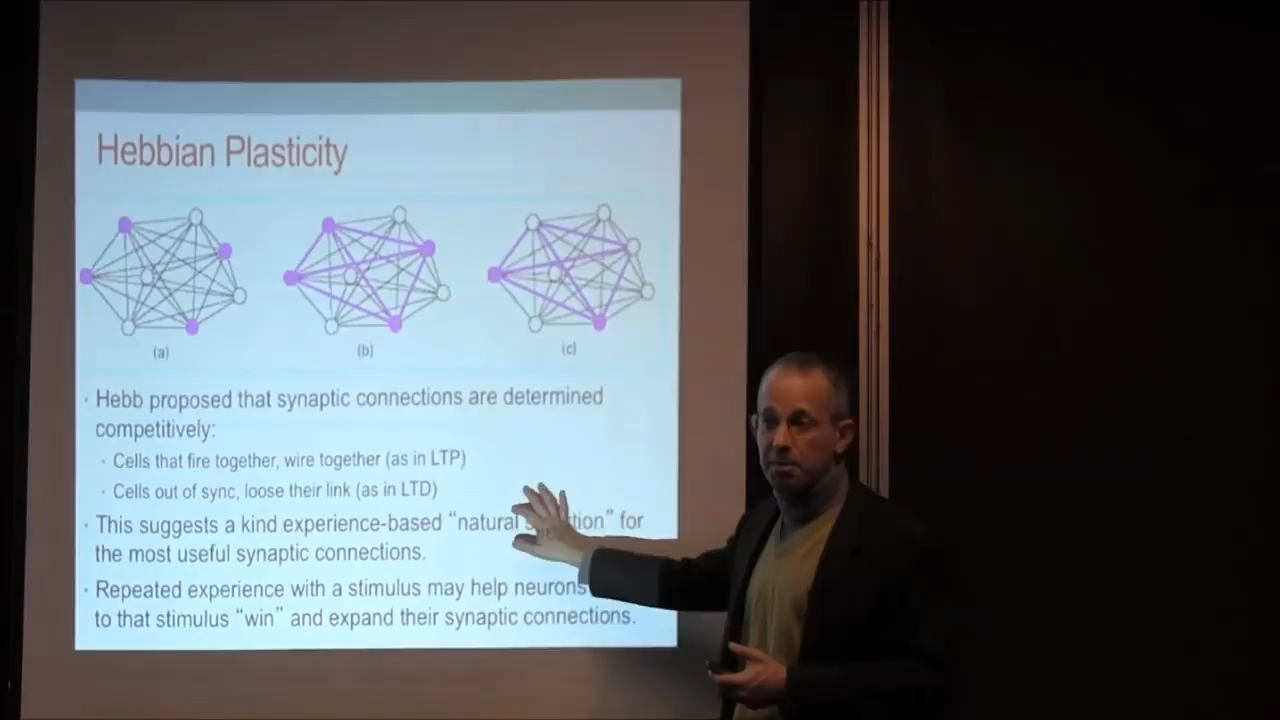 Hebbian Plasticity
(a) (b) (c)
· Hebb proposed that synaptic connections are determined
competitively:
· Cells that fire together, wire together (as in LTP)
· Cells out of sync, loose their link (as in LTD)
· This suggests a kind experience-based “natural for
the most useful synaptic connections.
· Repeated experience with a stimulus may help neurons
to that stimulus “win” and expand their synaptic connections.